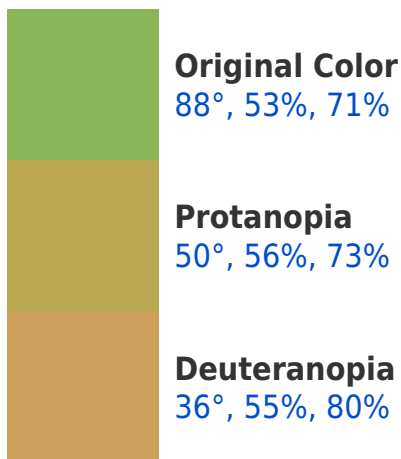 Original Color
88°, 53%, 71%
Protanopia
50°, 56%, 73%
Deuteranopia
36°, 55%, 80%